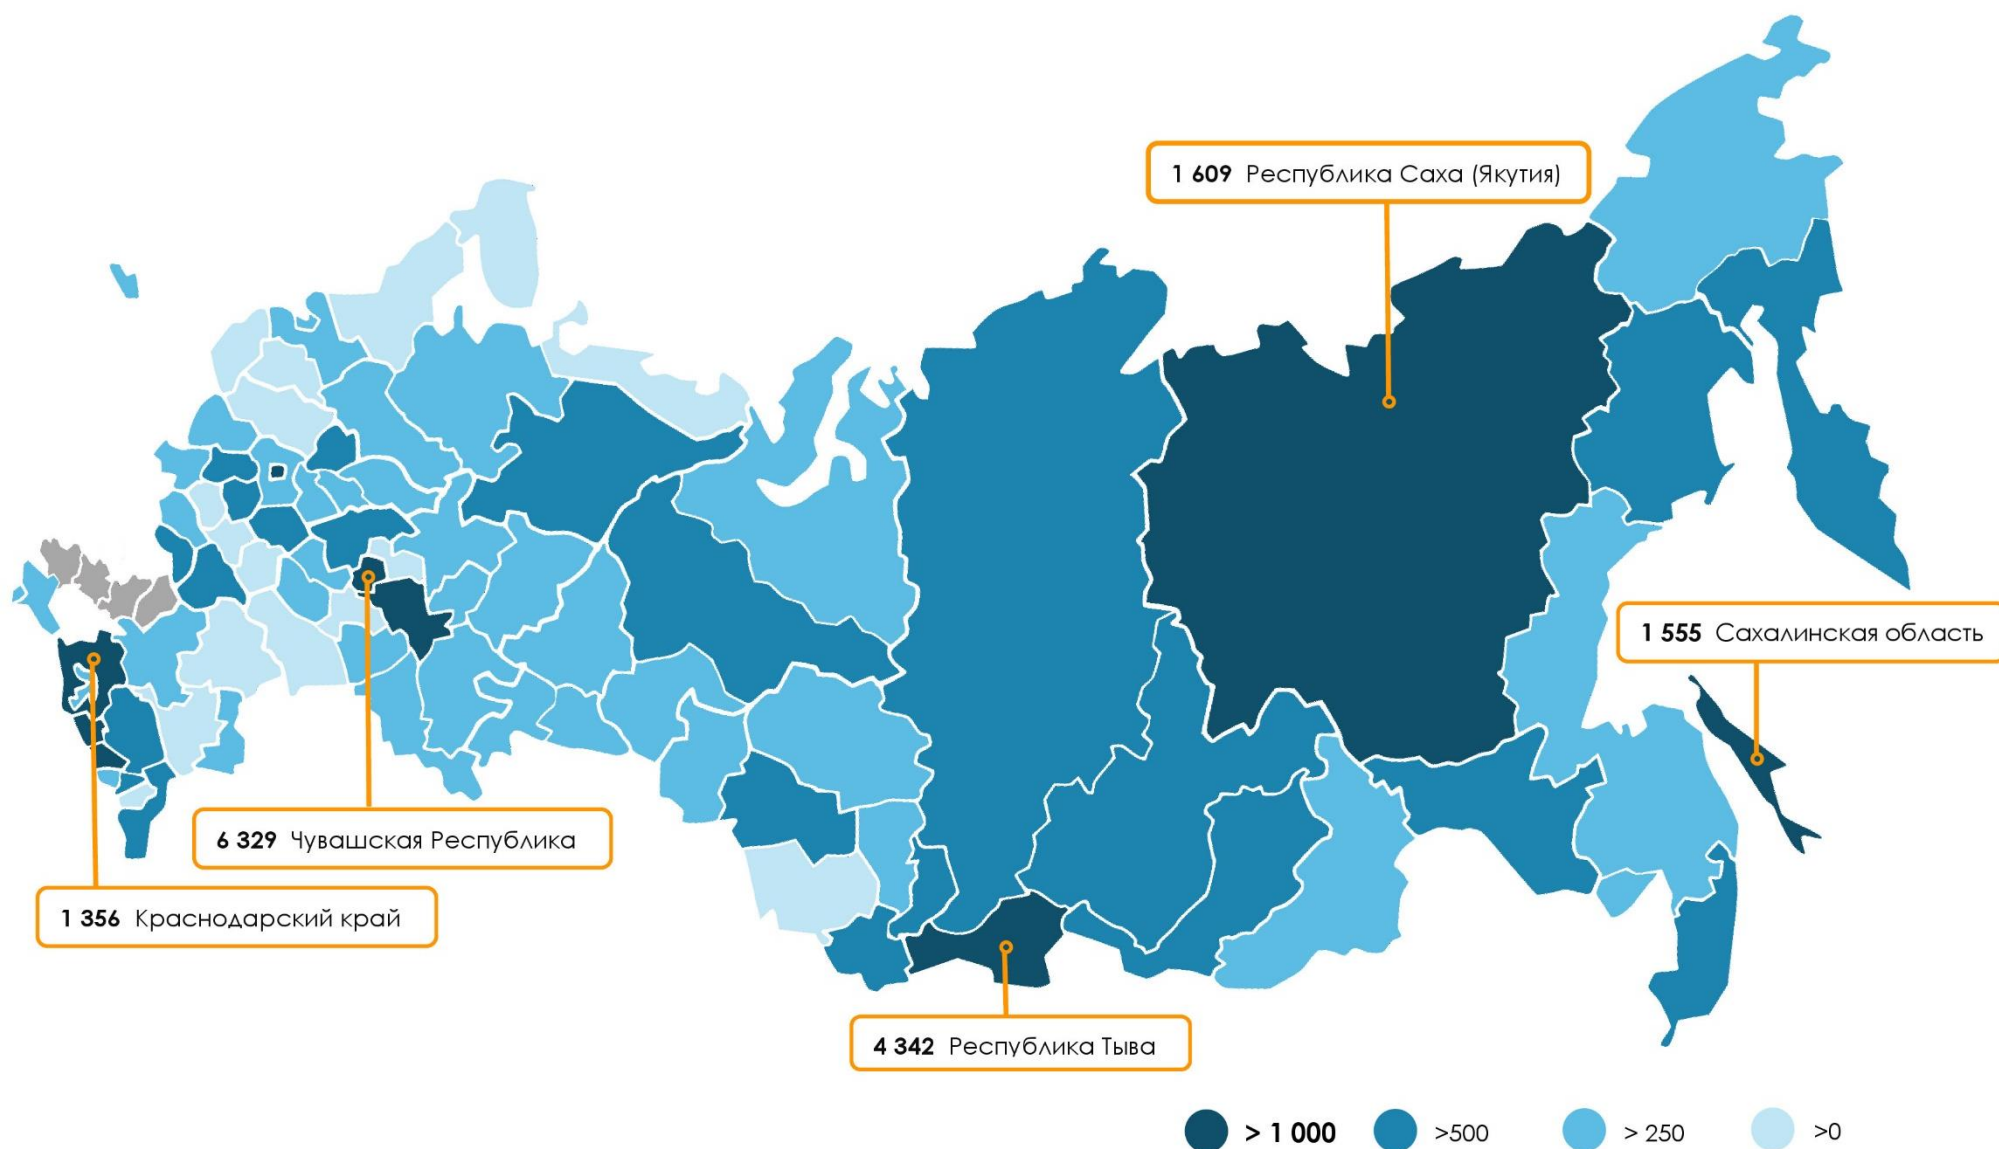 1 609 Республика Саха (Якутия)
1 555 Сахалинская область
6 329 Чувашская Республика
1 356 Краснодарский край
4 342 Республика Тыва
> 1 000 >500 > 250 >0